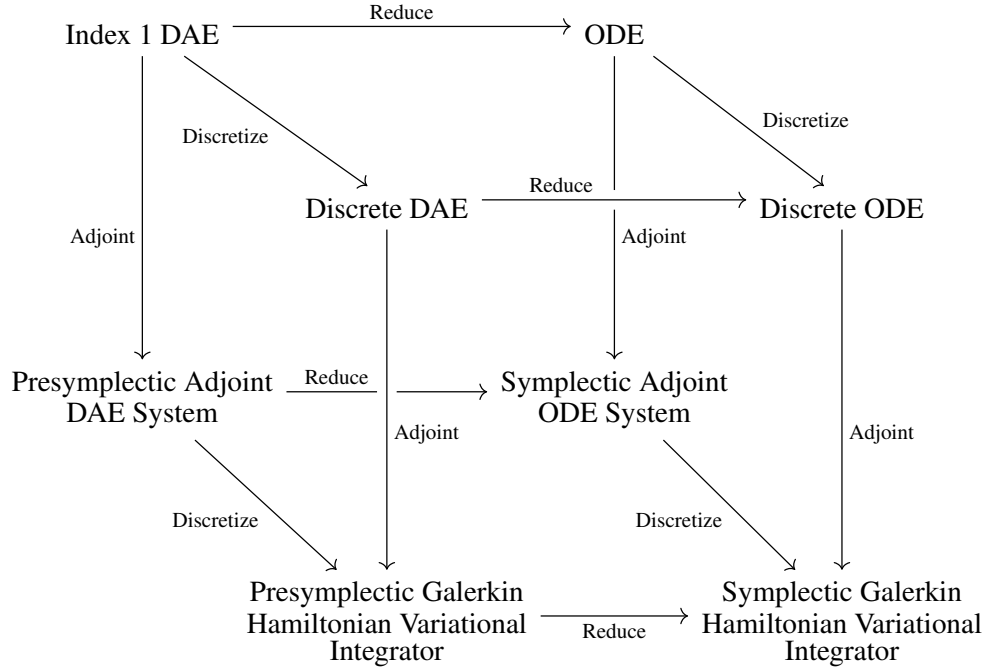 Reduce
Index 1 DAE
ODE
Discretize
Discretize
Reduce
Discrete DAE
Discrete ODE
Adjoint
Adjoint
Reduce
Presymplectic Adjoint
DAE System
Symplectic Adjoint
ODE System
Adjoint
Adjoint
Discretize
Discretize
Presymplectic Galerkin
Hamiltonian Variational
Integrator
Symplectic Galerkin
Hamiltonian Variational
Integrator
Reduce